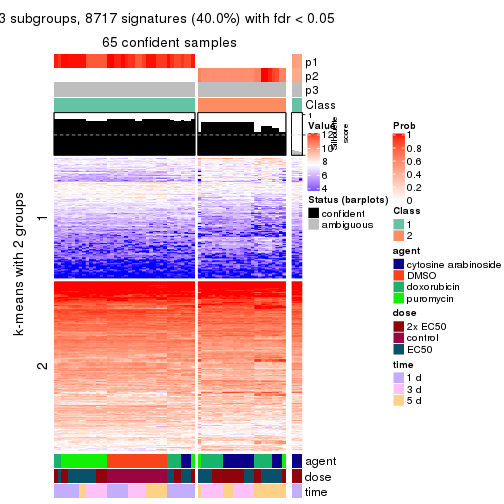 3 subgroups, 8717 signatures (40.0%) with fdr < 0.05
65 confident samples
p1
p2
p3
Class
1
Silhouette
score
k-means with 2 groups
1
2
agent
dose
time
Value
12
10
8
6
4
Status (barplots)
confident
ambiguous
Prob
1
0.8
0.6
0.4
0.2
0
Class
1
2
agent
cytosine arabinoside
DMSO
doxorubicin
puromycin
dose
2x EC50
control
EC50
time
1 d
3 d
5 d